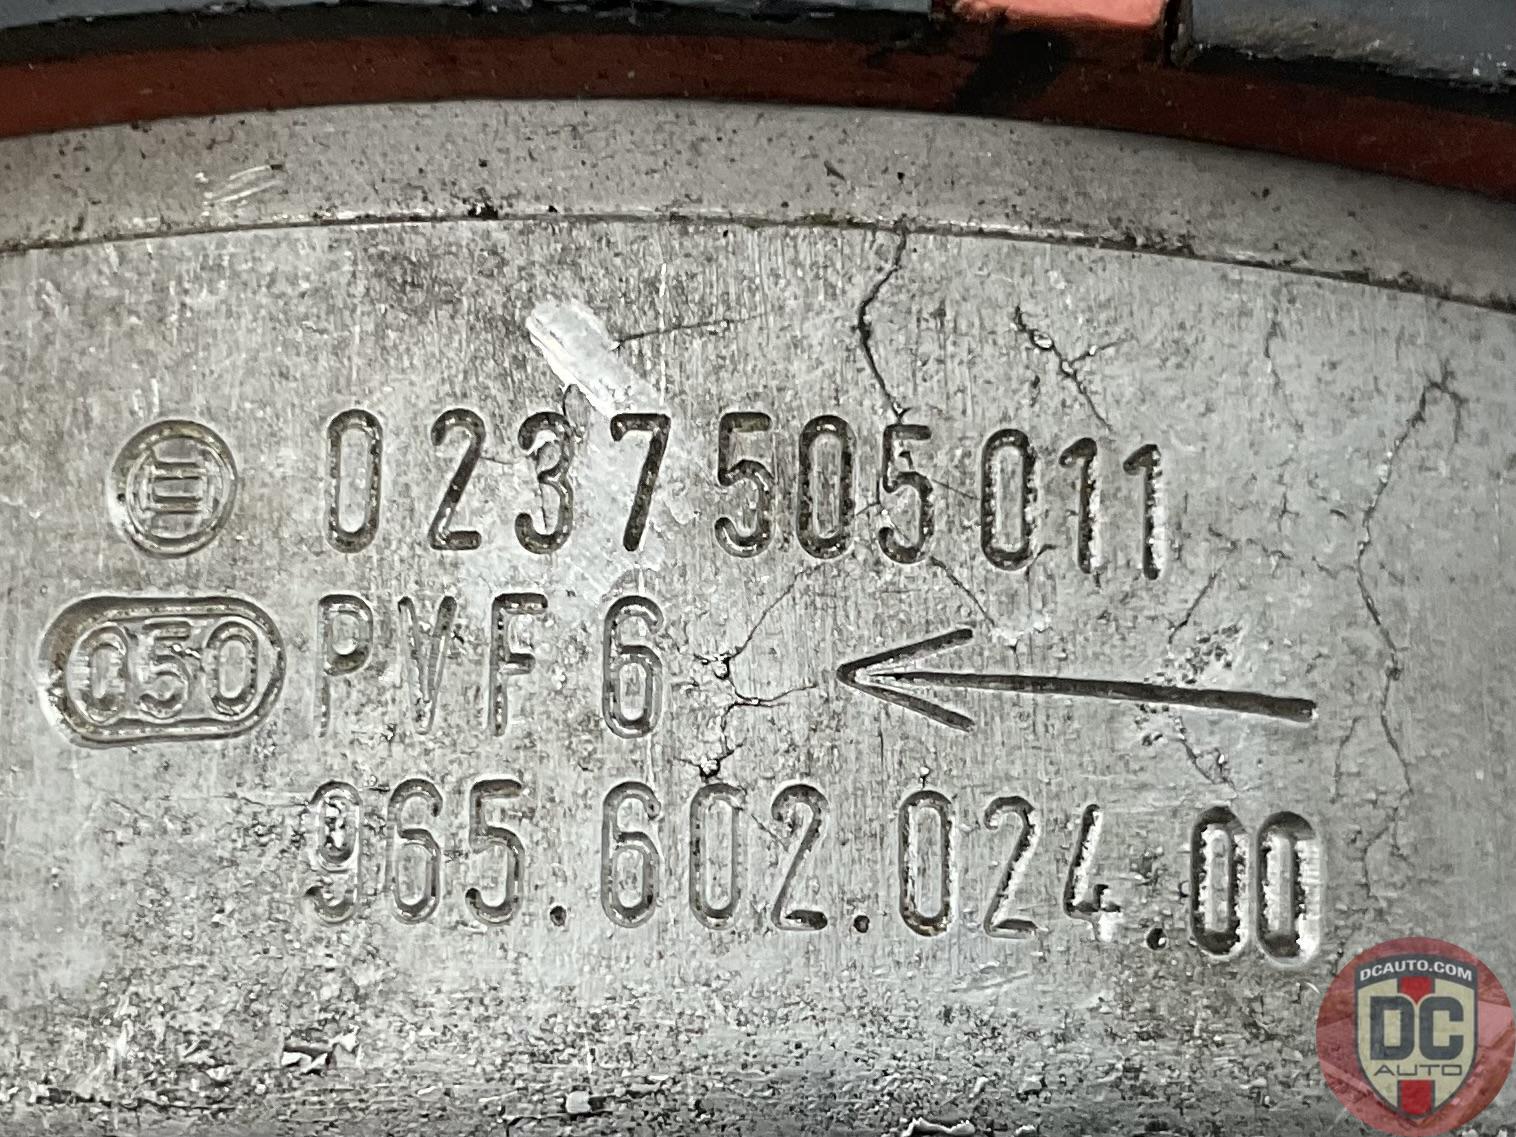 0 237 505 011
050 PVF 6
965.602.024.00
DCAUTO.COM
DC
AUTO